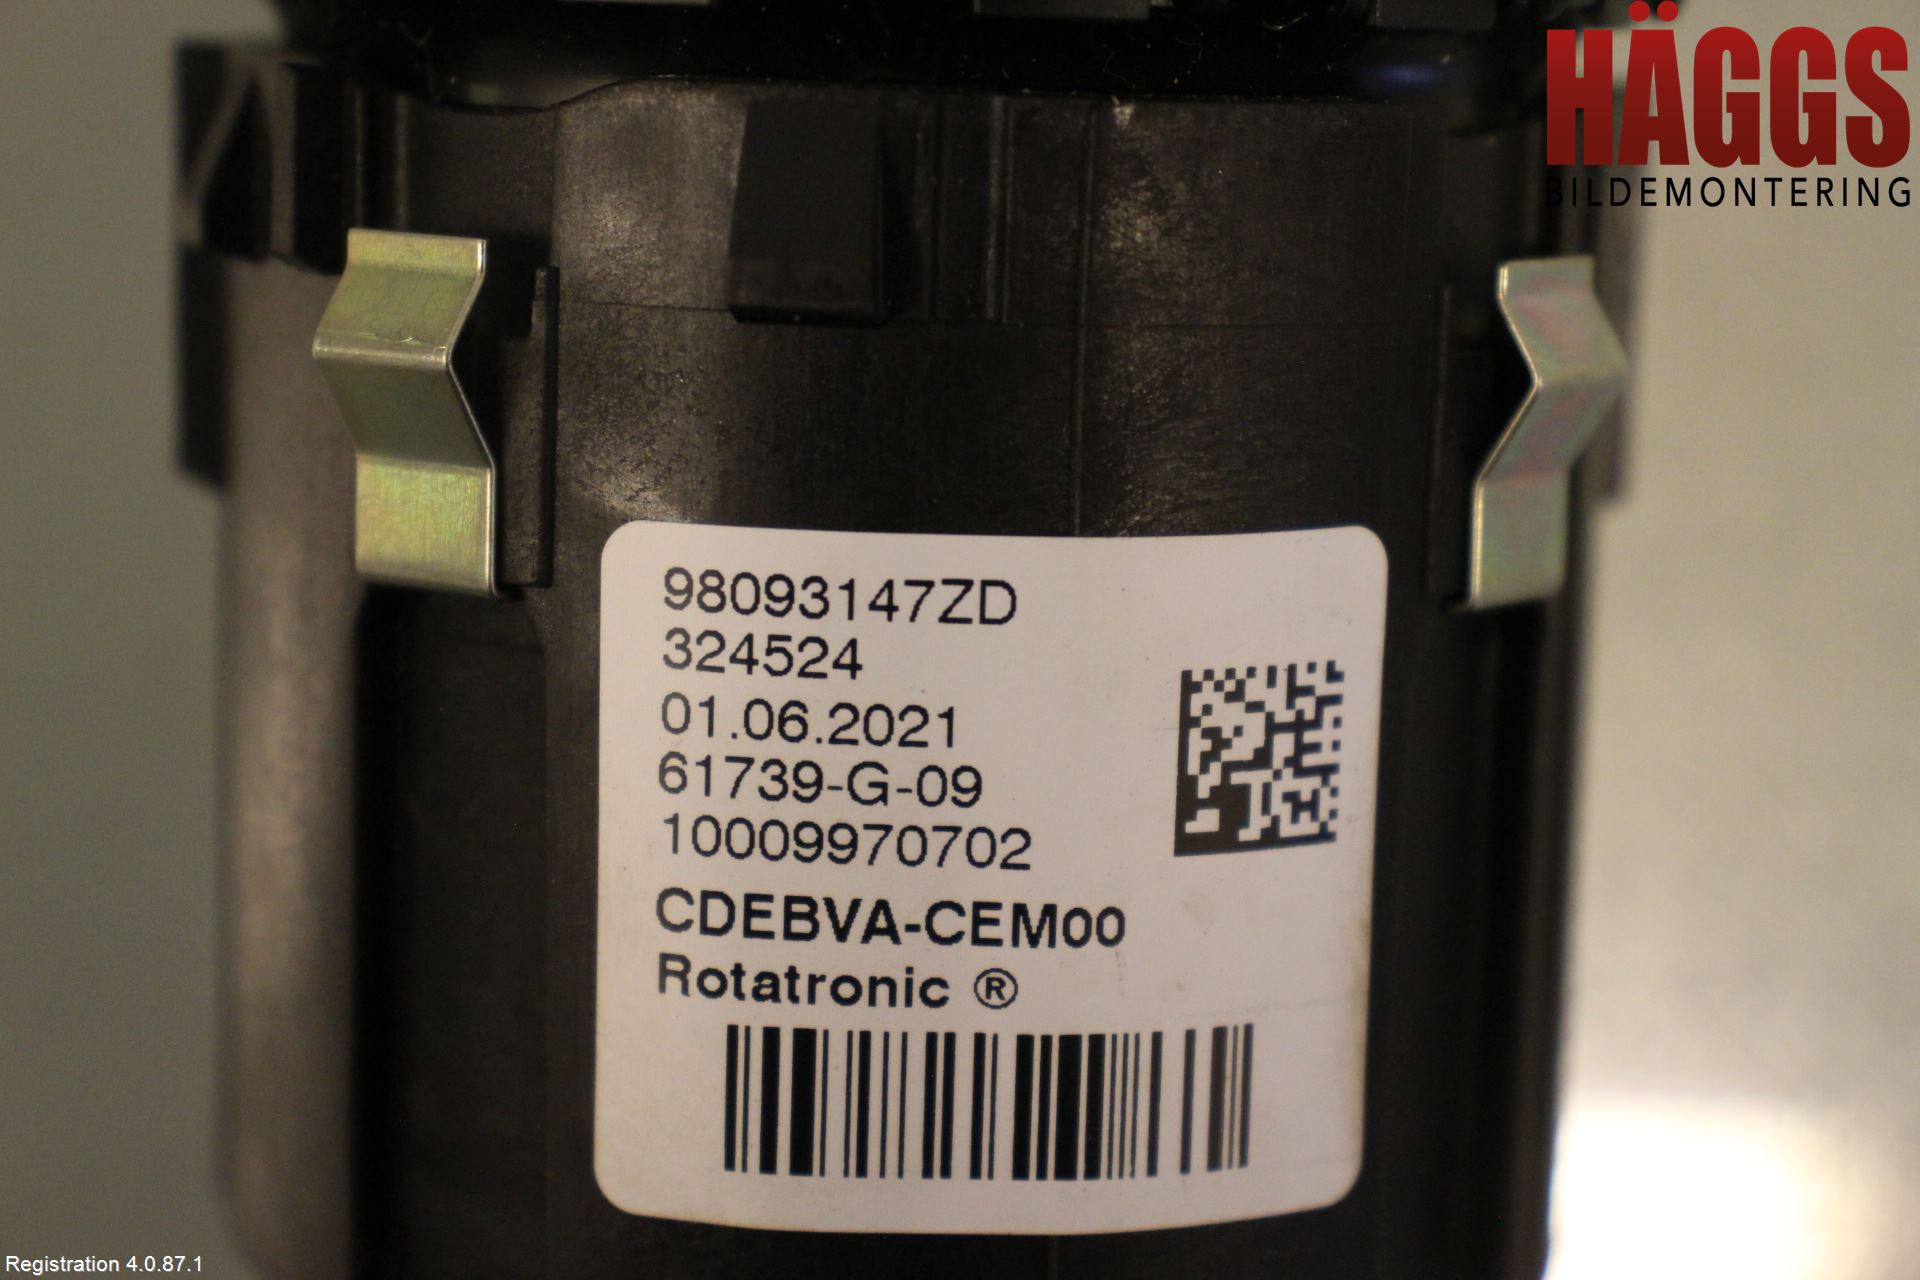 HÄGGS
BILDEMONTERING
98093147ZD
324524
01.06.2021
61739-G-09
10009970702
CDEBVA-CEM00
Rotatronic ®
Registration 4.0.87.1